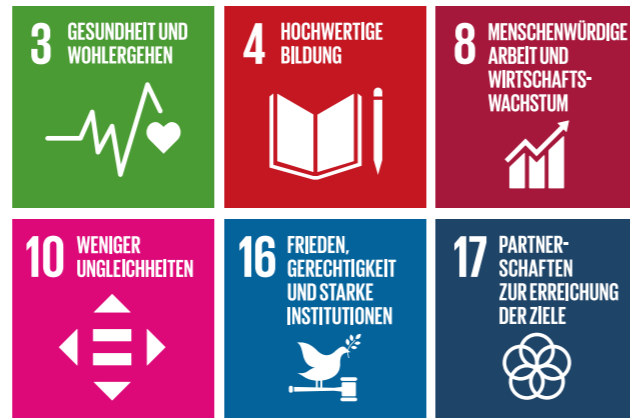 3 GESUNDHEIT UND
WOHLERGEHEN
4 HOCHWERTIGE
BILDUNG
8 MENSCHENWÜRDIGE
ARBEIT UND
WIRTSCHAFTS-
WACHSTUM
10 WENIGER
UNGLEICHHEITEN
16 FRIEDEN,
GERECHTIGKEIT
UND STARKE
INSTITUTIONEN
17 PARTNER-
SCHAFTEN
ZUR ERREICHUNG
DER ZIELE